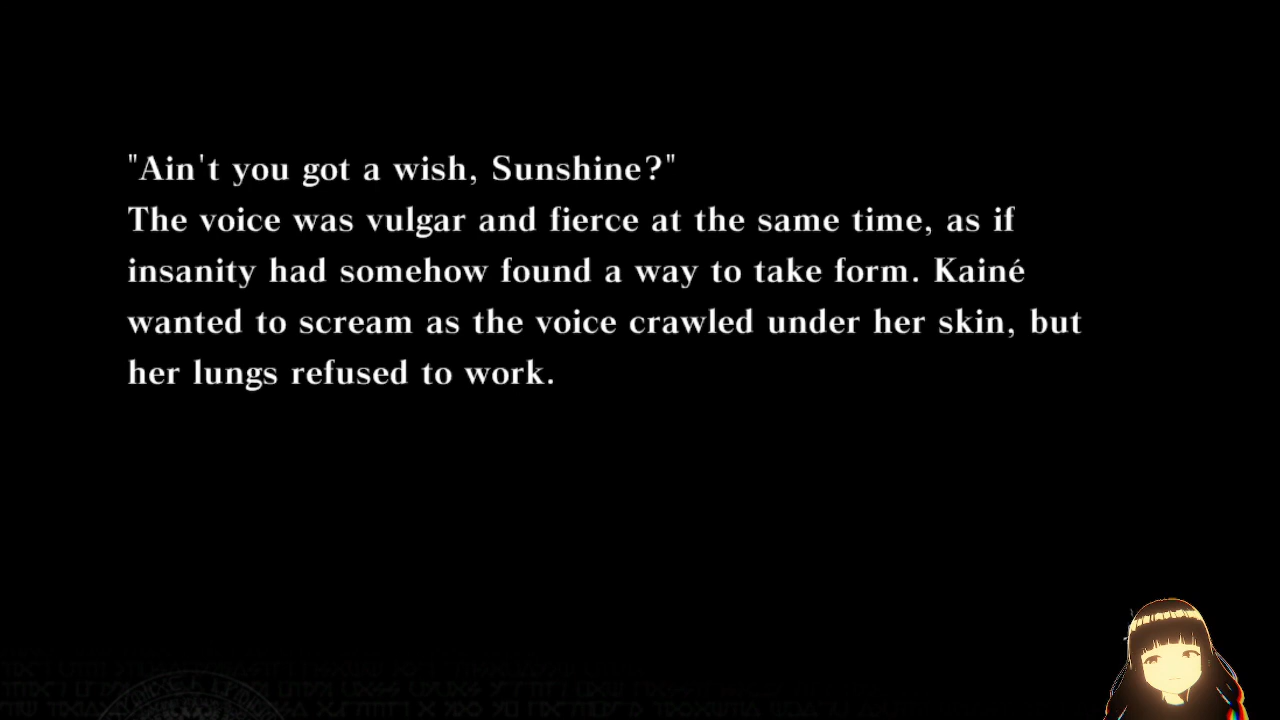 "Ain't you got a wish, Sunshine?"
The voice was vulgar and fierce at the same time, as if
insanity had somehow found a way to take form. Kainé
wanted to scream as the voice crawled under her skin, but
her lungs refused to work.